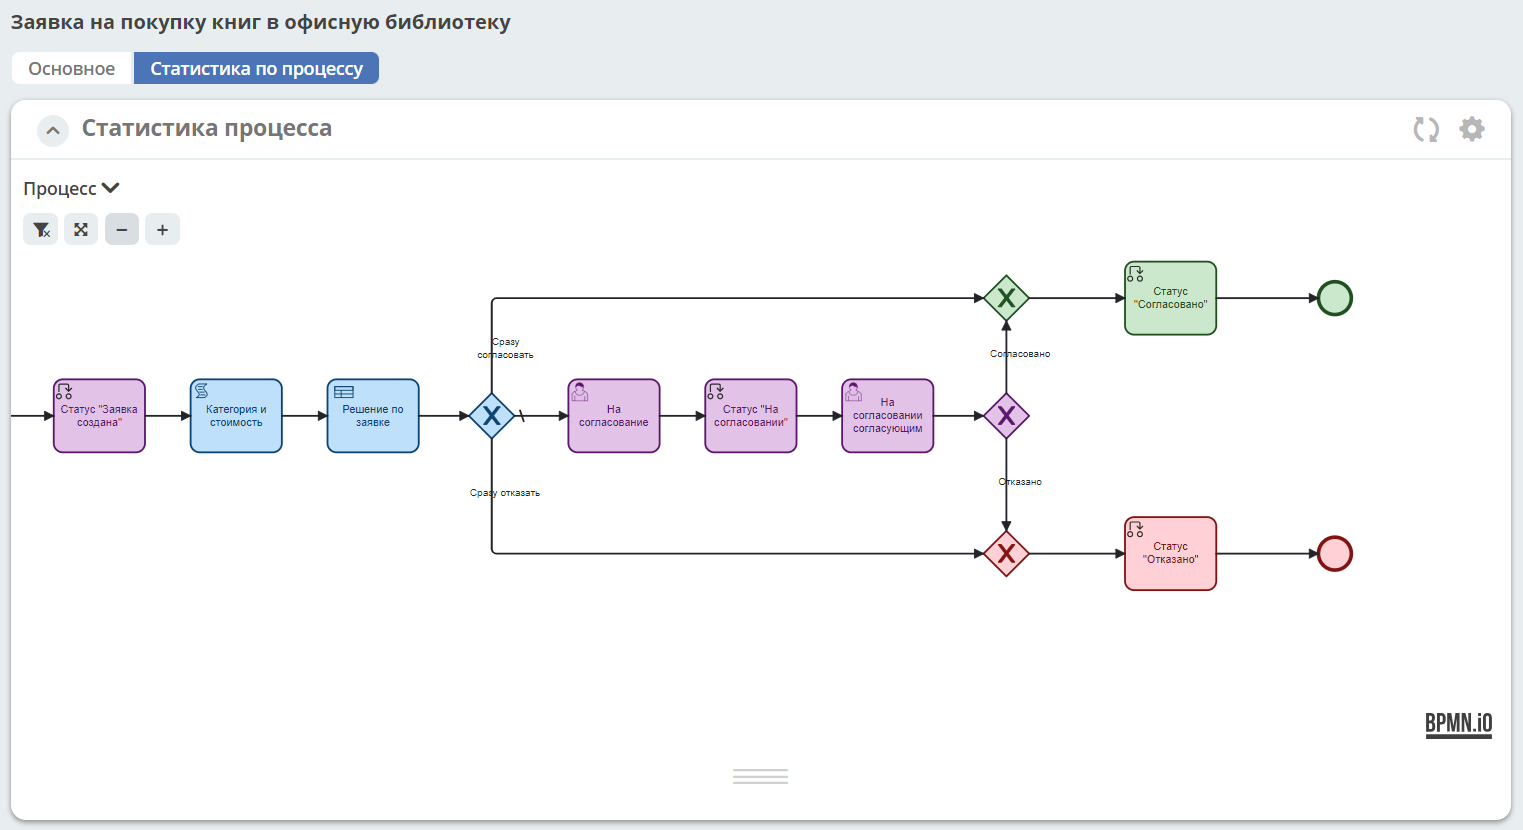 Заявка на покупку книг в офисную библиотеку
Основное
Статистика по процессу
Статистика процесса
Процесс
Статус
"Согласовано"
Сразу
согласовать
Согласовано
Статус "Заявка
создана"
Категория и
стоимость
Решение по
заявке
На
согласование
Статус "На
согласовании"
На
согласовании
согласующим
Сразу отказать
Отказано
Статус
"Отказано"
BPMN.iO